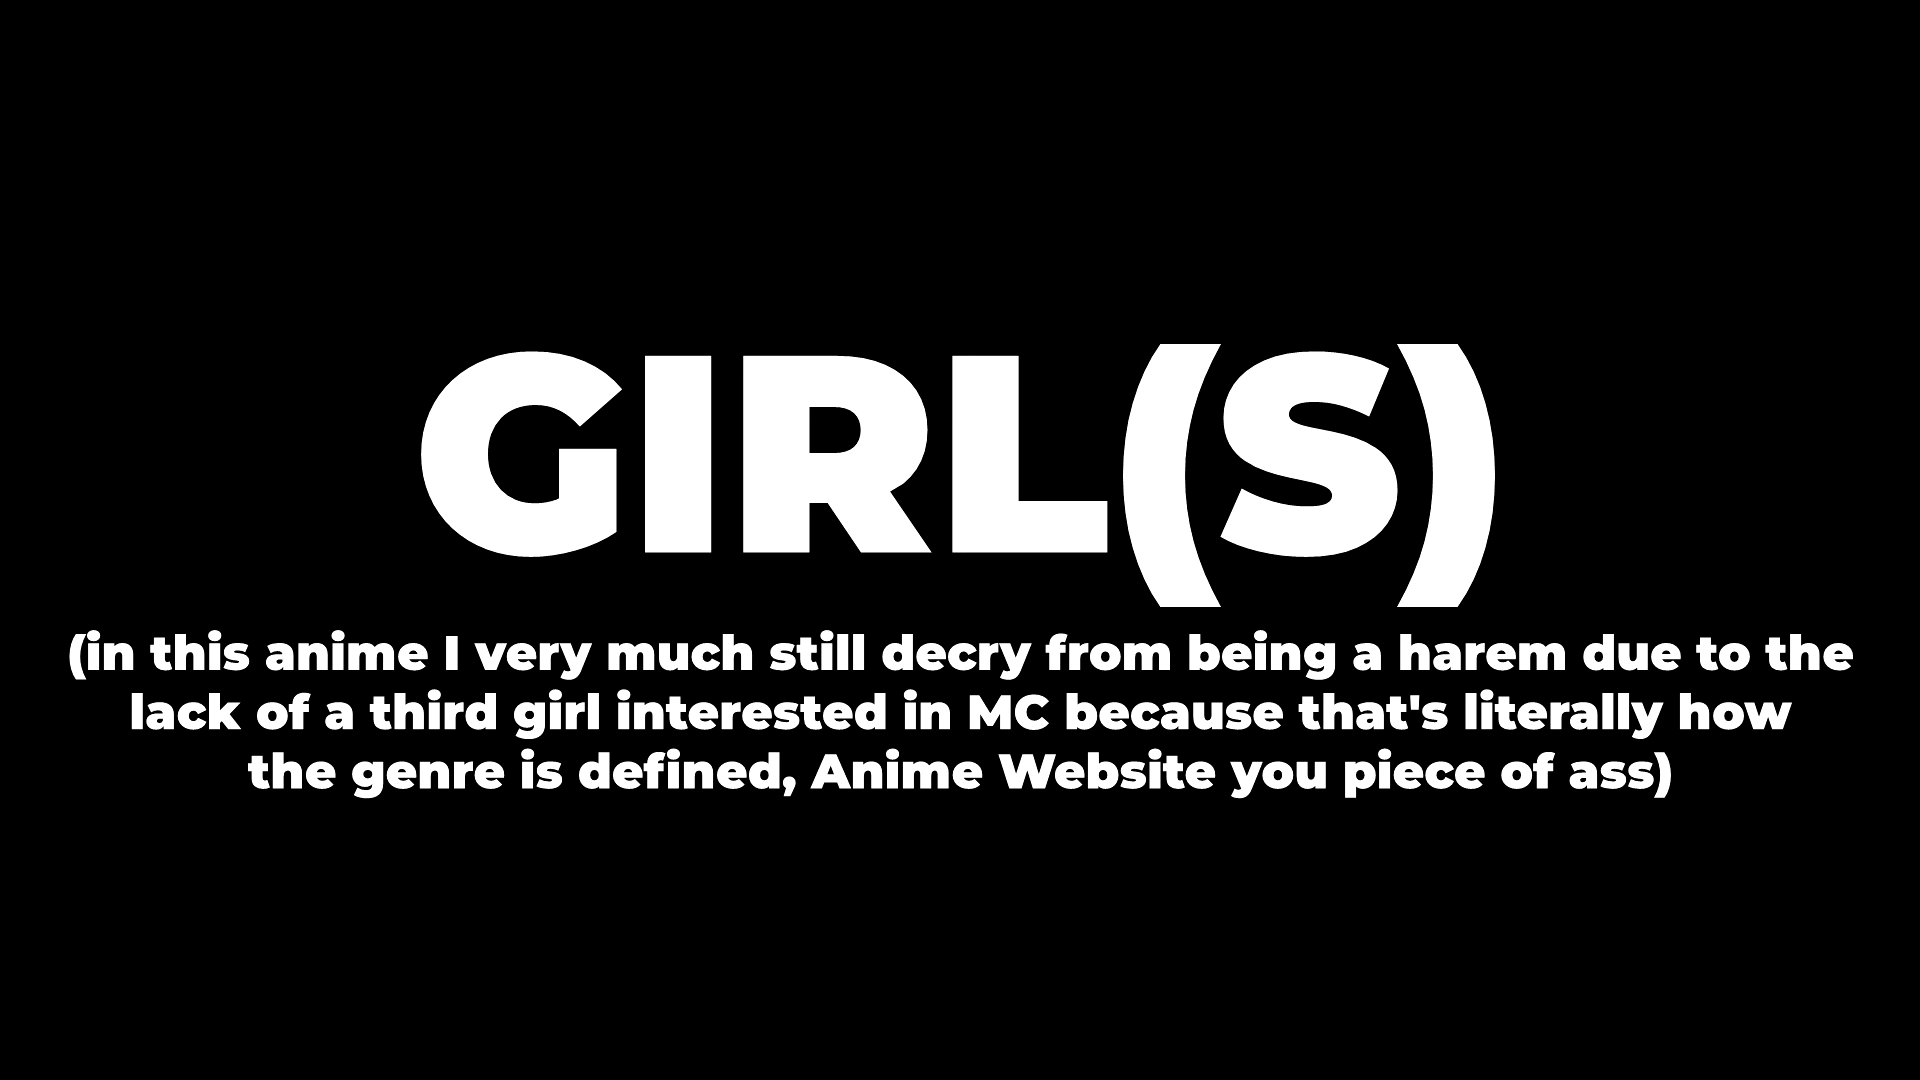 GIRL(S)
(in this anime I very much still decry from being a harem due to the
lack of a third girl interested in MC because that's literally how
the genre is defined, Anime Website you piece of ass)